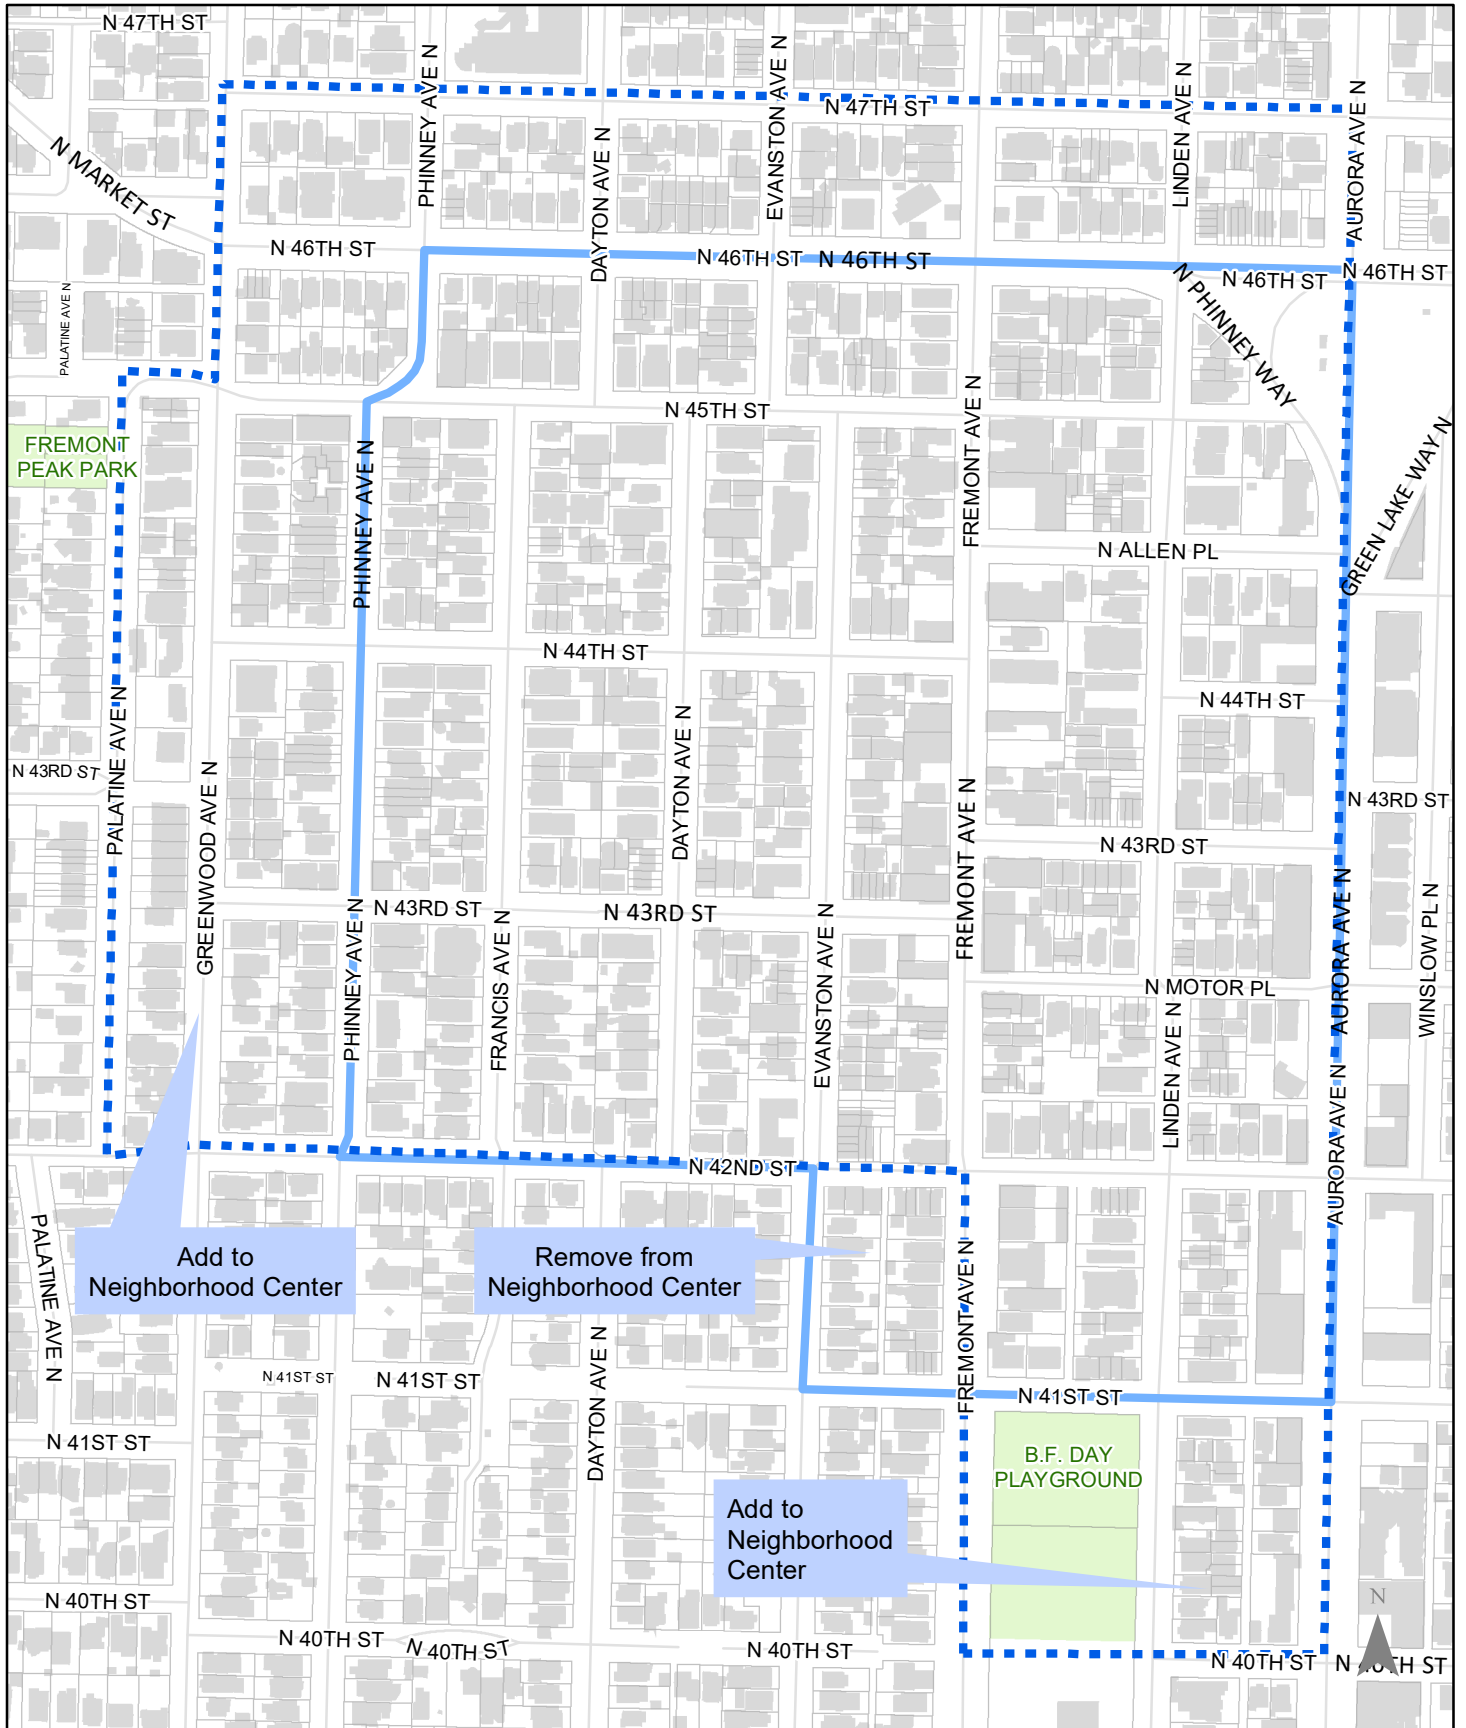 N 47TH ST
PHINNEY AVE N
EVANSTON AVE N
LINDEN AVE N
AURORA AVE N
N 47TH ST
DAYTON AVE N
N MARKET ST
N 46TH ST
N 46TH ST
N 46TH ST
N 46TH ST
N 46TH ST
N PHINNEY WAY
PALATINE AVE N
N 45TH ST
FREMONT
PEAK PARK
PHINNEY AVE N
FREMONT AVE N
GREEN LAKE WAY N
N ALLEN PL
N 44TH ST
N 44TH ST
PALATINE AVE N
N 43RD ST
GREENWOOD AVE N
DAYTON AVE N
FREMONT AVE N
N 43RD ST
N 43RD ST
N 43RD ST
N 43RD ST
PHINNEY AVE N
FRANCIS AVE N
EVANSTON AVE N
AURORA AVE N
WINSLOW PL N
N MOTOR PL
LINDEN AVE N
AURORA AVE N
N 42ND ST
PALATINE AVE N
Add to
Neighborhood Center
Remove from
Neighborhood Center
FREMONT AVE N
DAYTON AVE N
N 41ST ST
N 41ST ST
N 41ST ST
N 41ST ST
B.F. DAY
PLAYGROUND
Add to
Neighborhood
Center
N 40TH ST
N
N 40TH ST
N 40TH ST
N 40TH ST
N 40TH ST
N 40TH ST